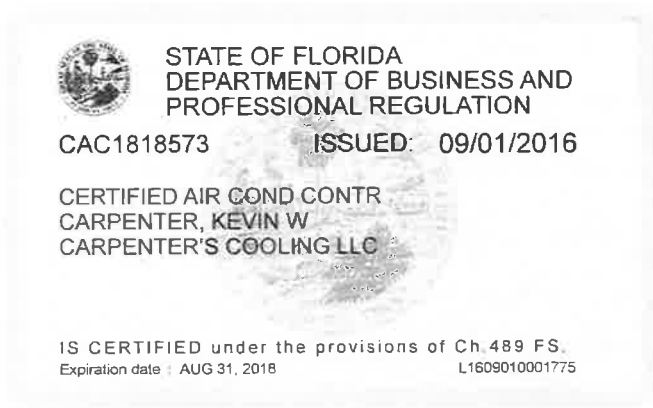 STATE OF FLORIDA
DEPARTMENT OF BUSINESS AND
PROFESSIONAL REGULATION
CAC1818573 ISSUED: 09/01/2016
CERTIFIED AIR COND CONTR
CARPENTER, KEVIN W
CARPENTER'S COOLING LLC
IS CERTIFIED under the provisions of Ch.489 FS.
Expiration date : AUG 31, 2018 L1609010001775